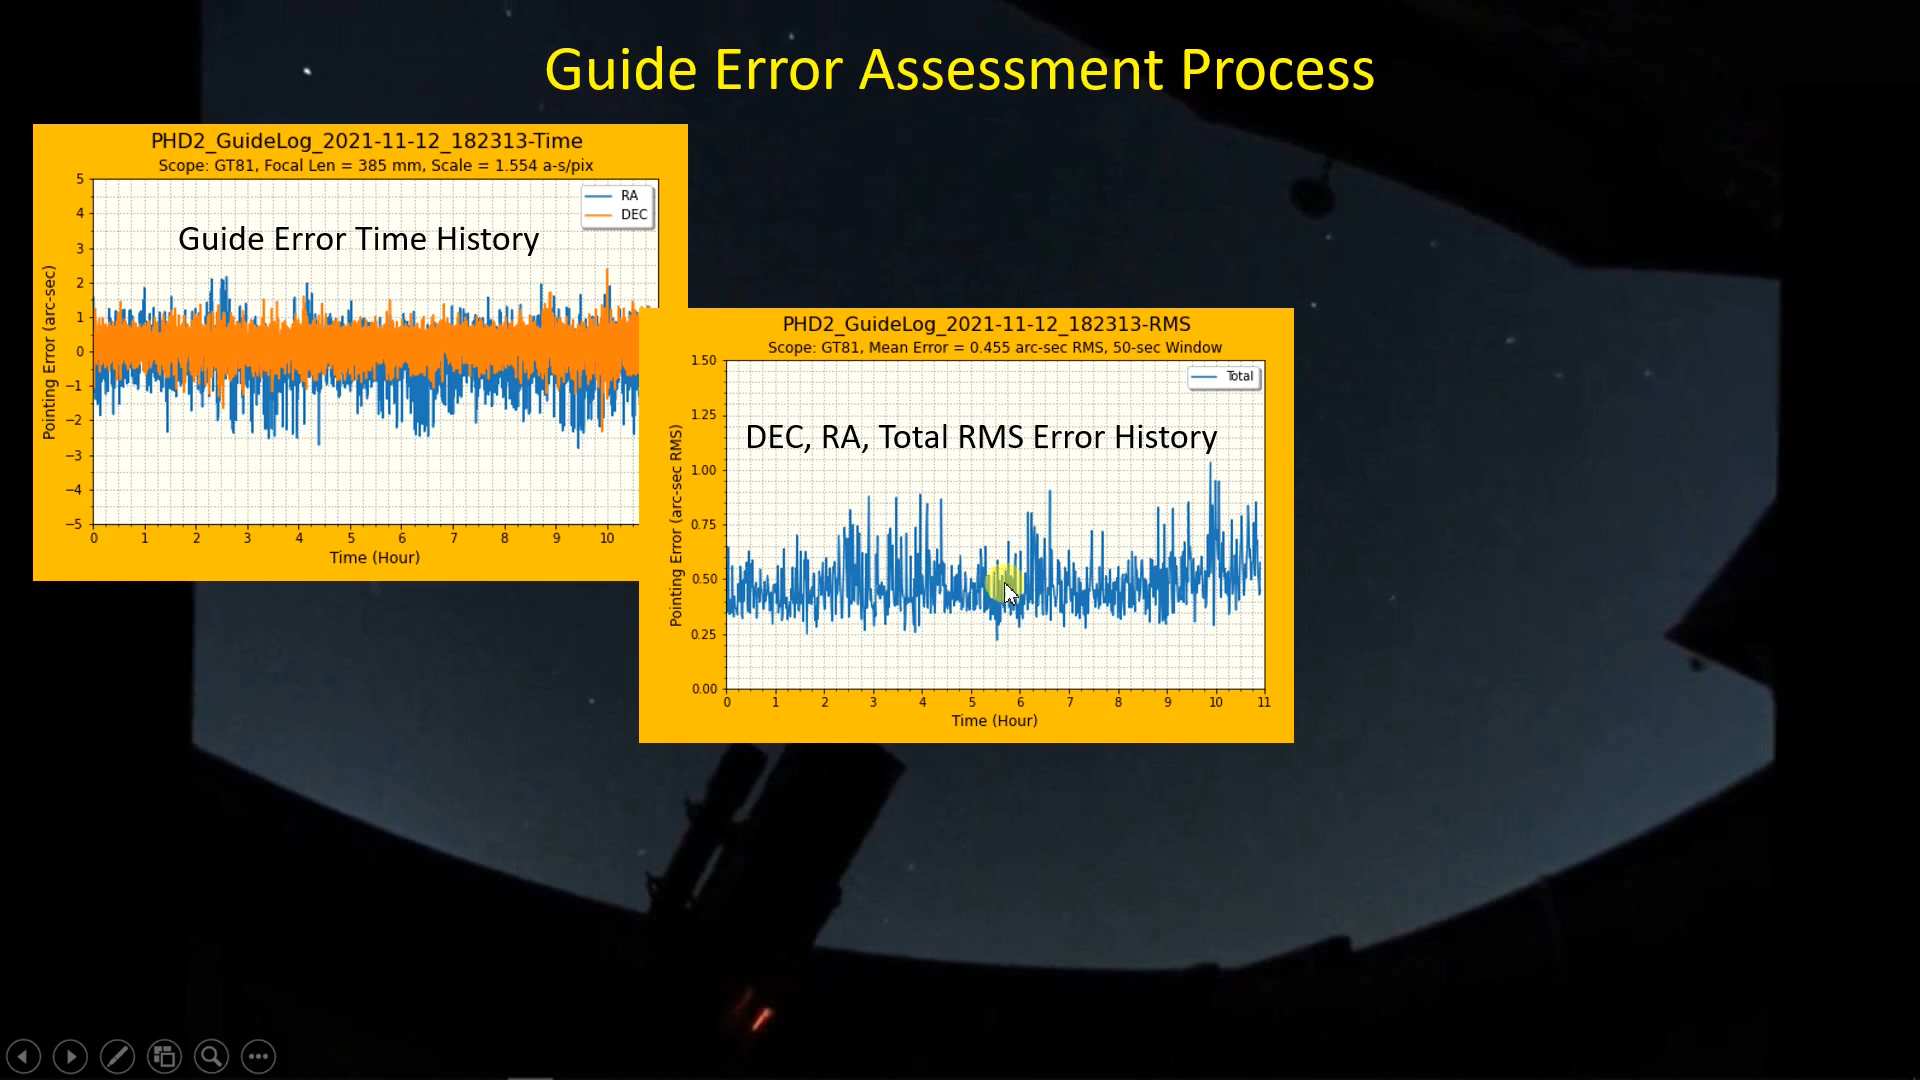 Guide Error Assessment Process
PHD2_GuideLog_2021-11-12_182313-Time
Scope: GT81, Focal Len = 385 mm, Scale = 1.554 a-s/pix
5
4
3
2
1
0
−1
−2
−3
−4
−5
Pointing Error (arc-sec)
RA
DEC
Guide Error Time History
0 1 2 3 4 5 6 7 8 9 10
Time (Hour)
PHD2_GuideLog_2021-11-12_182313-RMS
Scope: GT81, Mean Error = 0.455 arc-sec RMS, 50-sec Window
1.50
1.25
1.00
0.75
0.50
0.25
0.00
Pointing Error (arc-sec RMS)
Total
DEC, RA, Total RMS Error History
0 1 2 3 4 5 6 7 8 9 10 11
Time (Hour)